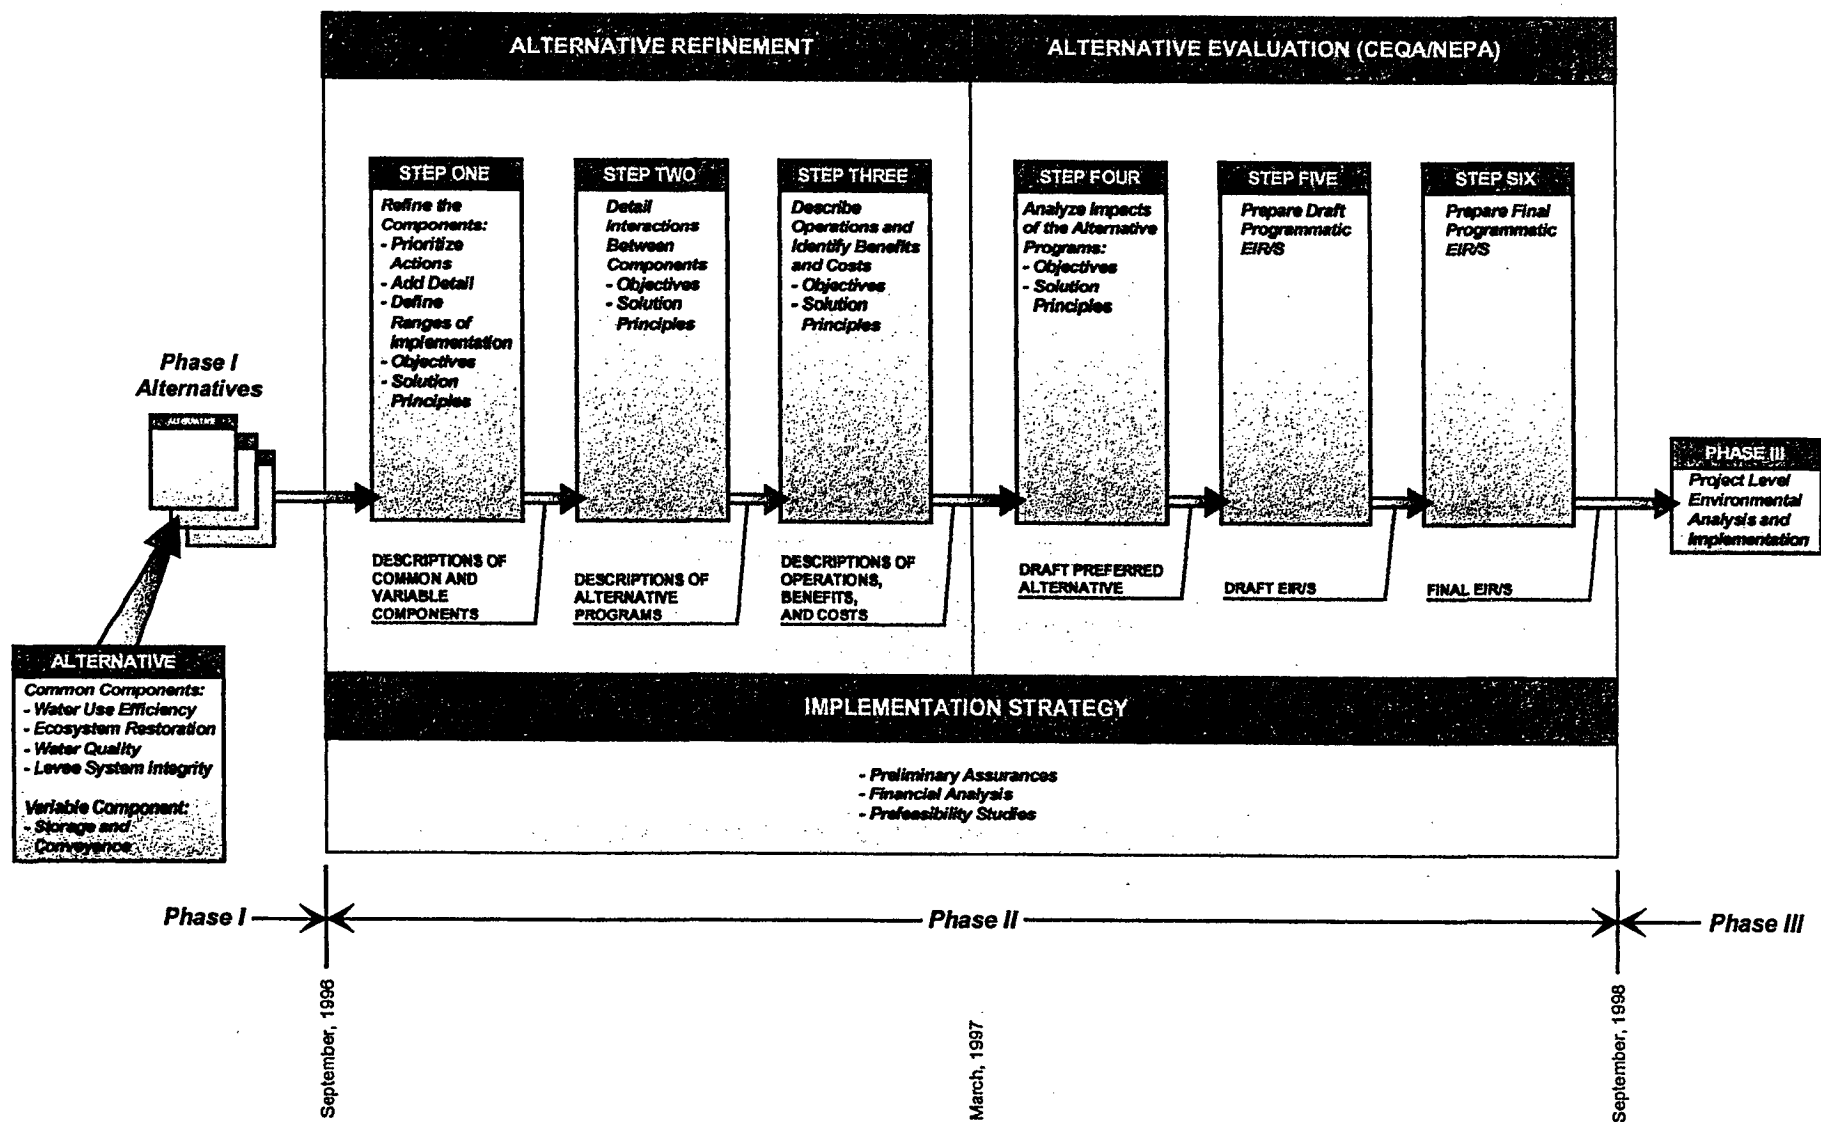 ALTERNATIVE REFINEMENT
ALTERNATIVE EVALUATION (CEQA/NEPA)
STEP ONE
Refine the
Components:
- Prioritize
Actions
- Add Detail
- Define
Ranges of
Implementation
- Objectives
- Solution
Principles
STEP TWO
Detail
Interactions
Between
Components
- Objectives
- Solution
Principles
STEP THREE
Describe
Operations and
Identify Benefits
and Costs
- Objectives
- Solution
Principles
STEP FOUR
Analyze Impacts
of the Alternative
Programs:
- Objectives
- Solution
Principles
STEP FIVE
Prepare Draft
Programmatic
EIR/S
STEP SIX
Prepare Final
Programmatic
EIR/S
Phase I
Alternatives
ALTERNATIVE
PHASE III
Project Level
Environmental
Analysis and
Implementation
DESCRIPTIONS OF
COMMON AND
VARIABLE
COMPONENTS
DESCRIPTIONS OF
ALTERNATIVE
PROGRAMS
DESCRIPTIONS OF
OPERATIONS,
BENEFITS,
AND COSTS
DRAFT PREFERRED
ALTERNATIVE
DRAFT EIR/S
FINAL EIR/S
ALTERNATIVE
Common Components:
- Water Use Efficiency
- Ecosystem Restoration
- Water Quality
- Levee System Integrity
Variable Component:
- Storage and
Conveyence
IMPLEMENTATION STRATEGY
- Preliminary Assurances
- Financial Analysis
- Prefeasibility Studies
Phase I
Phase II
Phase III
September, 1996
March, 1997
September, 1998